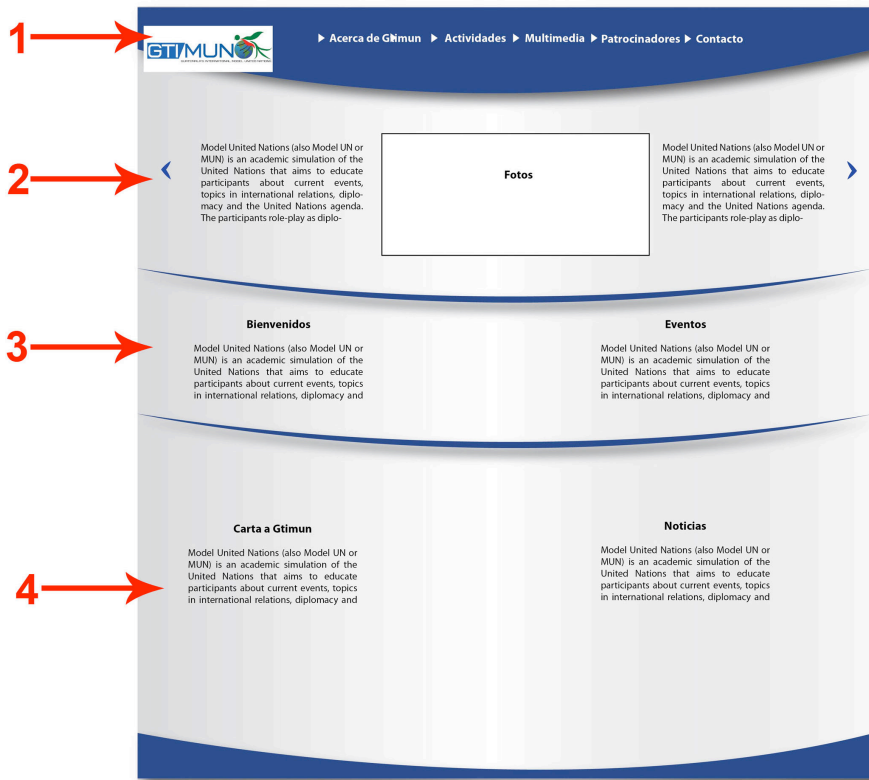 1
GTIMUN
GUATEMALA'S INTERNATIONAL MODEL UNITED NATIONS
Acerca de Gtimun
Actividades
Multimedia
Patrocinadores
Contacto
2
Model United Nations (also Model UN or
MUN) is an academic simulation of the
United Nations that aims to educate
participants about current events,
topics in international relations, diplo-
macy and the United Nations agenda.
The participants role-play as diplo-
Fotos
Model United Nations (also Model UN or
MUN) is an academic simulation of the
United Nations that aims to educate
participants about current events,
topics in international relations, diplo-
macy and the United Nations agenda.
The participants role-play as diplo-
3
Bienvenidos
Model United Nations (also Model UN or
MUN) is an academic simulation of the
United Nations that aims to educate
participants about current events, topics
in international relations, diplomacy and
Eventos
Model United Nations (also Model UN or
MUN) is an academic simulation of the
United Nations that aims to educate
participants about current events, topics
in international relations, diplomacy and
4
Carta a Gtimun
Model United Nations (also Model UN or
MUN) is an academic simulation of the
United Nations that aims to educate
participants about current events, topics
in international relations, diplomacy and
Noticias
Model United Nations (also Model UN or
MUN) is an academic simulation of the
United Nations that aims to educate
participants about current events, topics
in international relations, diplomacy and